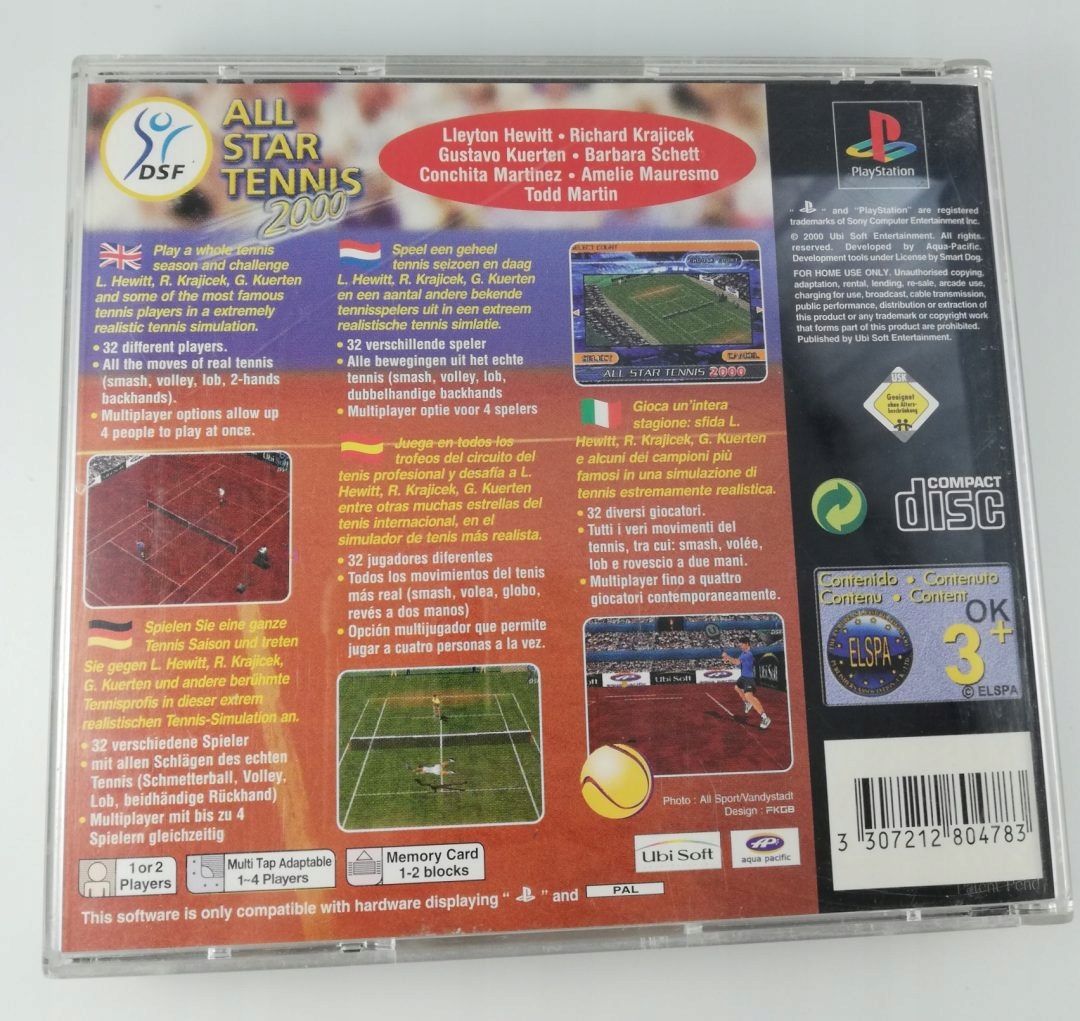 DSF
ALL
STAR
TENNIS
2000
Lleyton Hewitt • Richard Krajicek
Gustavo Kuerten • Barbara Schett
Conchita Martinez • Amelie Mauresmo
Todd Martin
Play a whole tennis
season and challenge
L. Hewitt, R. Krajicek, G. Kuerten
and some of the most famous
tennis players in a extremely
realistic tennis simulation.
• 32 different players.
• All the moves of real tennis
(smash, volley, lob, 2-hands
backhands).
• Multiplayer options allow up
4 people to play at once.
Spielen Sie eine ganze
Tennis Saison und treten
Sie gegen L. Hewitt, R. Krajicek,
G. Kuerten und andere berühmte
Tennisprofis in dieser extrem
realistischen Tennis-Simulation an.
• 32 verschiedene Spieler
• mit allen Schlägen des echten
Tennis (Schmetterball, Volley,
Lob, beidhändige Rückhand)
• Multiplayer mit bis zu 4
Spielern gleichzeitig
Speel een geheel
tennis seizoen en daag
L. Hewitt, R. Krajicek, G. Kuerten
en een aantal andere bekende
tennisspelers uit in een extreem
realistische tennis simlatie.
• 32 verschillende speler
• Alle bewegingen uit het echte
tennis (smash, volley, lob,
dubbelhandige backhands
• Multiplayer optie voor 4 spelers
Juega en todos los
trofeos del circuito del
tenis profesional y desafía a L.
Hewitt, R. Krajicek, G. Kuerten
entre otras muchas estrellas del
tenis internacional, en el
simulador de tenis más realista.
• 32 jugadores diferentes
• Todos los movimientos del tenis
más real (smash, volea, globo,
revés a dos manos)
• Opción multijugador que permite
jugar a cuatro personas a la vez.
SELECT COURT
SELECT
CANCEL
ALL STAR TENNIS 2000
Gioca un'intera
stagione: sfida L.
Hewitt, R. Krajicek, G. Kuerten
e alcuni dei campioni più
famosi in una simulazione di
tennis estremamente realistica.
• 32 diversi giocatori.
• Tutti i veri movimenti del
tennis, tra cui: smash, volée,
lob e rovescio a due mani.
• Multiplayer fino a quattro
giocatori contemporaneamente.
Ubi Soft
Photo : All Sport/Vandystadt
Design : FKGB
Ubi Soft
aqua pacific
1 or 2
Players
Multi Tap Adaptable
1~4 Players
Memory Card
1-2 blocks
This software is only compatible with hardware displaying " " and
PAL
PlayStation
" " and "PlayStation" are registered
trademarks of Sony Computer Entertainment Inc.
© 2000 Ubi Soft Entertainment. All rights
reserved. Developed by Aqua-Pacific.
Development tools under License by Smart Dog.
FOR HOME USE ONLY. Unauthorised copying,
adaptation, rental, lending, re-sale, arcade use,
charging for use, broadcast, cable transmission,
public performance, distribution or extraction of
this product or any trademark or copyright work
that forms part of this product are prohibited.
Published by Ubi Soft Entertainment.
USK
Geeignet
ohne Alters-
beschränkung
COMPACT
disc
Contenido • Contenuto
Contenu • Content
OK
3+
ELSPA
© ELSPA
3 307212 804783
Patent Pend